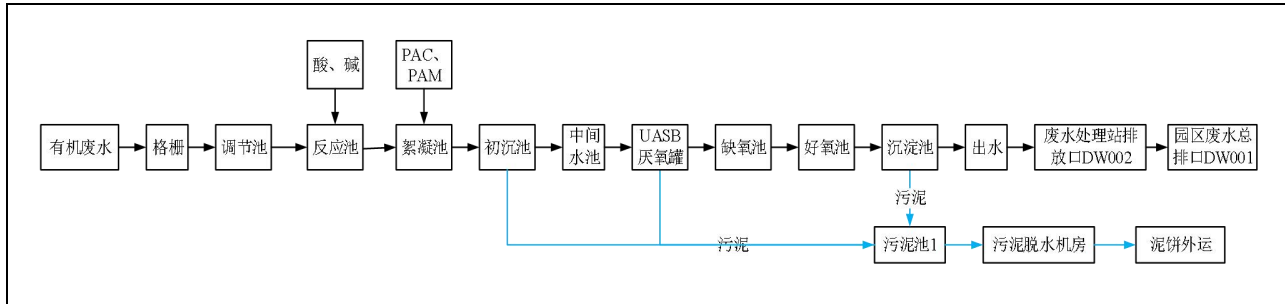 酸、碱
PAC、
PAM
有机废水
格栅
调节池
反应池
絮凝池
初沉池
中间
水池
UASB
厌氧罐
缺氧池
好氧池
沉淀池
出水
废水处理站排
放口DW002
园区废水总
排口DW001
污泥
污泥
污泥池1
污泥脱水机房
泥饼外运